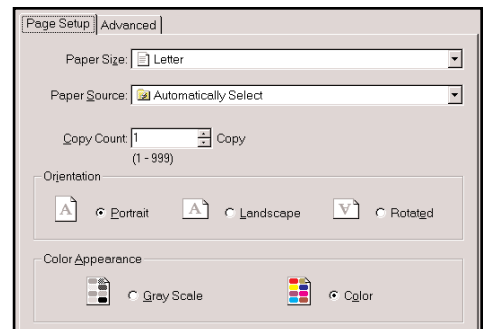 Page Setup Advanced
Paper Size: Letter
Paper Source: Automatically Select
Copy Count: 1 Copy
(1 - 999)
Orientation
A Portrait A Landscape A Rotated
Color Appearance
Gray Scale Color